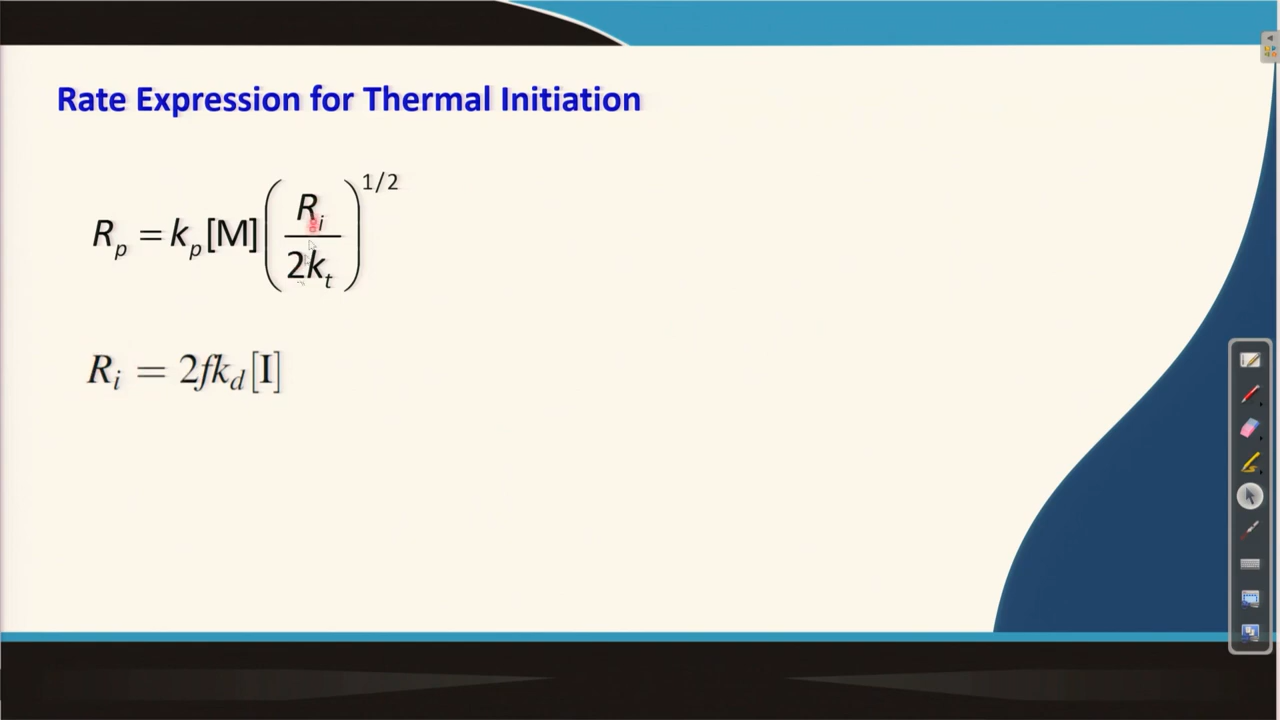 Rate Expression for Thermal Initiation
R_p = k_p[M](R_i / 2k_t)^{1/2}
R_i = 2fk_d[I]